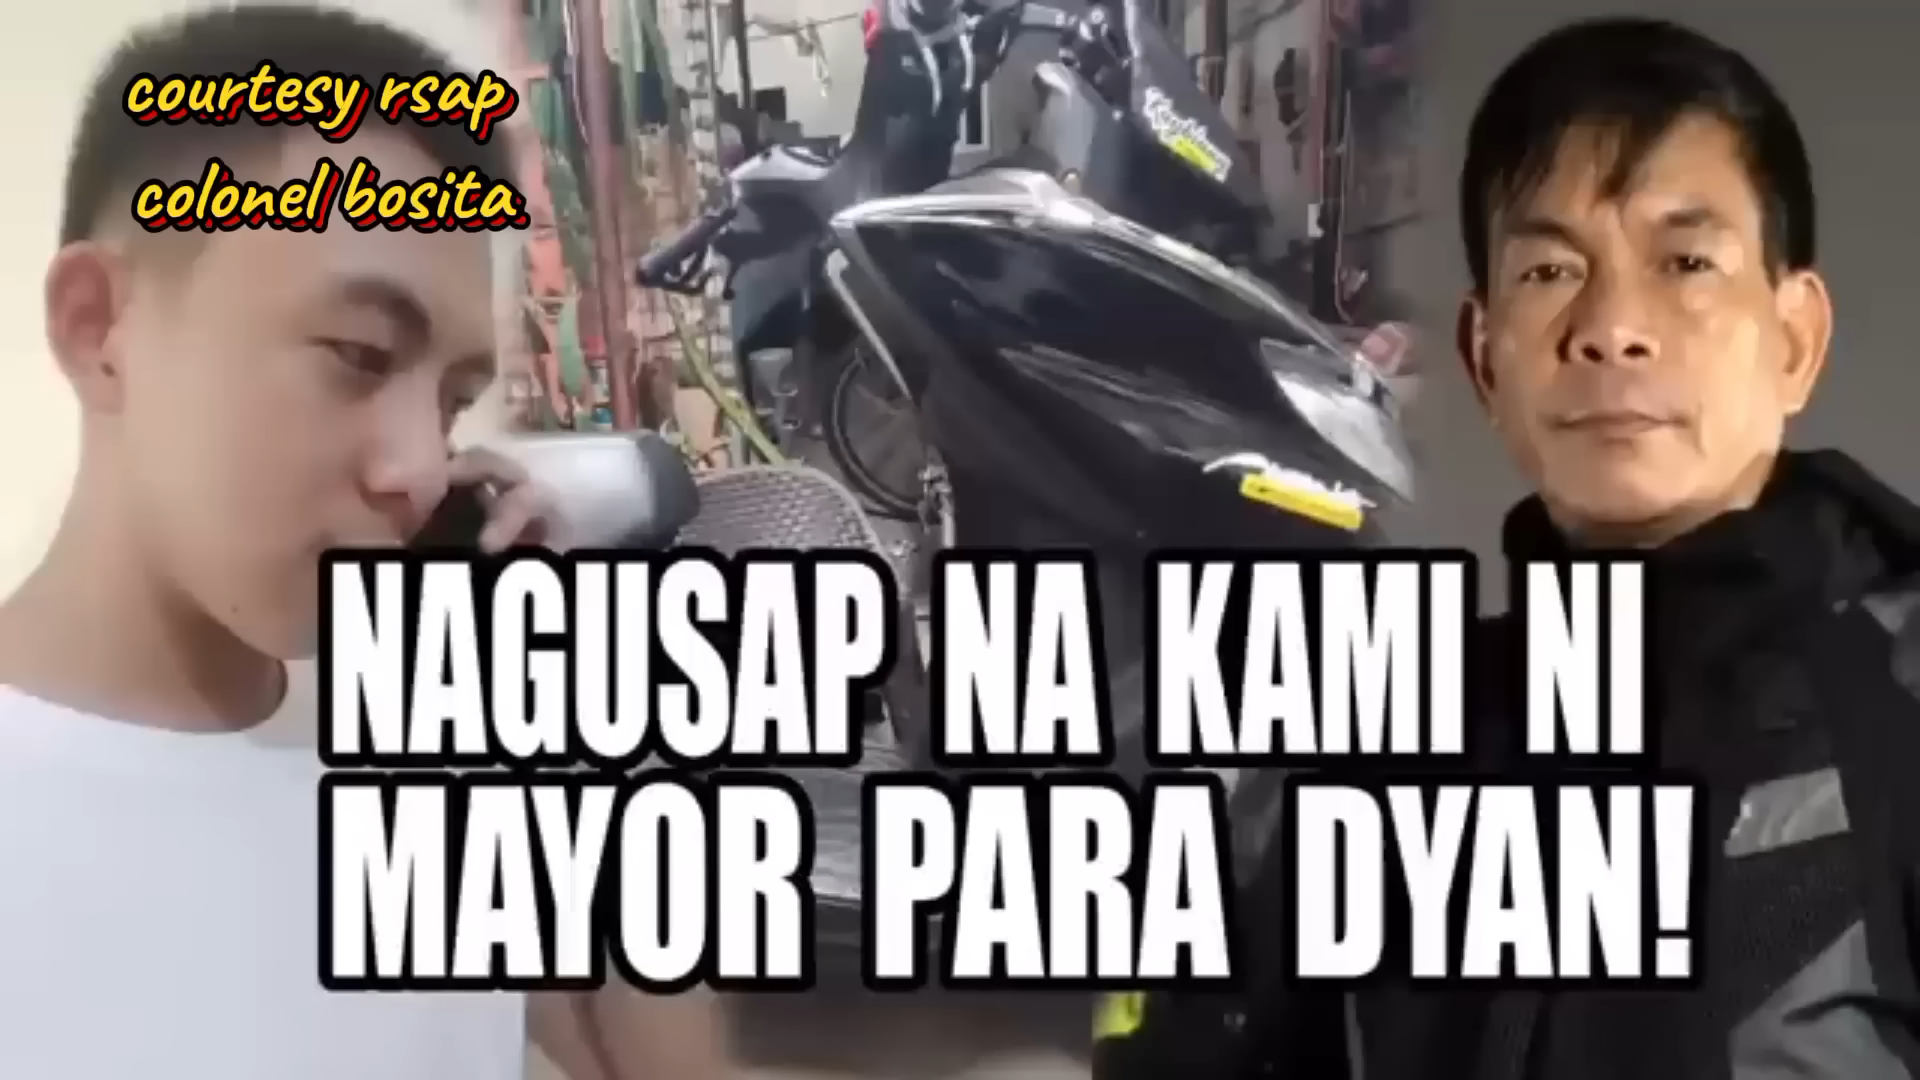 courtesy rsap
colonel bosita
NAGUSAP NA KAMI NI
MAYOR PARA DYAN!